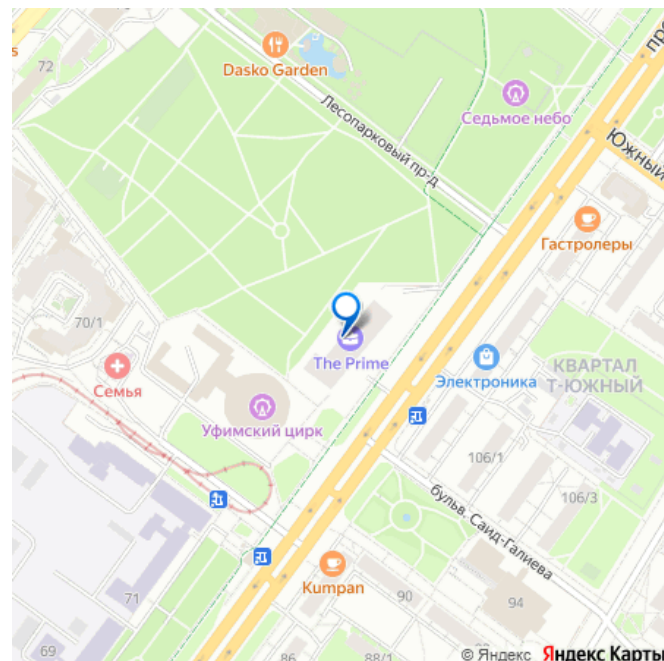 72
Dasko Garden
Лесопарковый пр-д
Седьмое небо
Южный
Гастролеры
70/1
Семья
The Prime
Электроника
КВАРТАЛ
Т-ЮЖНЫЙ
Уфимский цирк
106/1
106/3
бульв. Саид-Галиева
Kumpan
71
90
94
69
86
88/1
© Яндекс Яндекс Карты